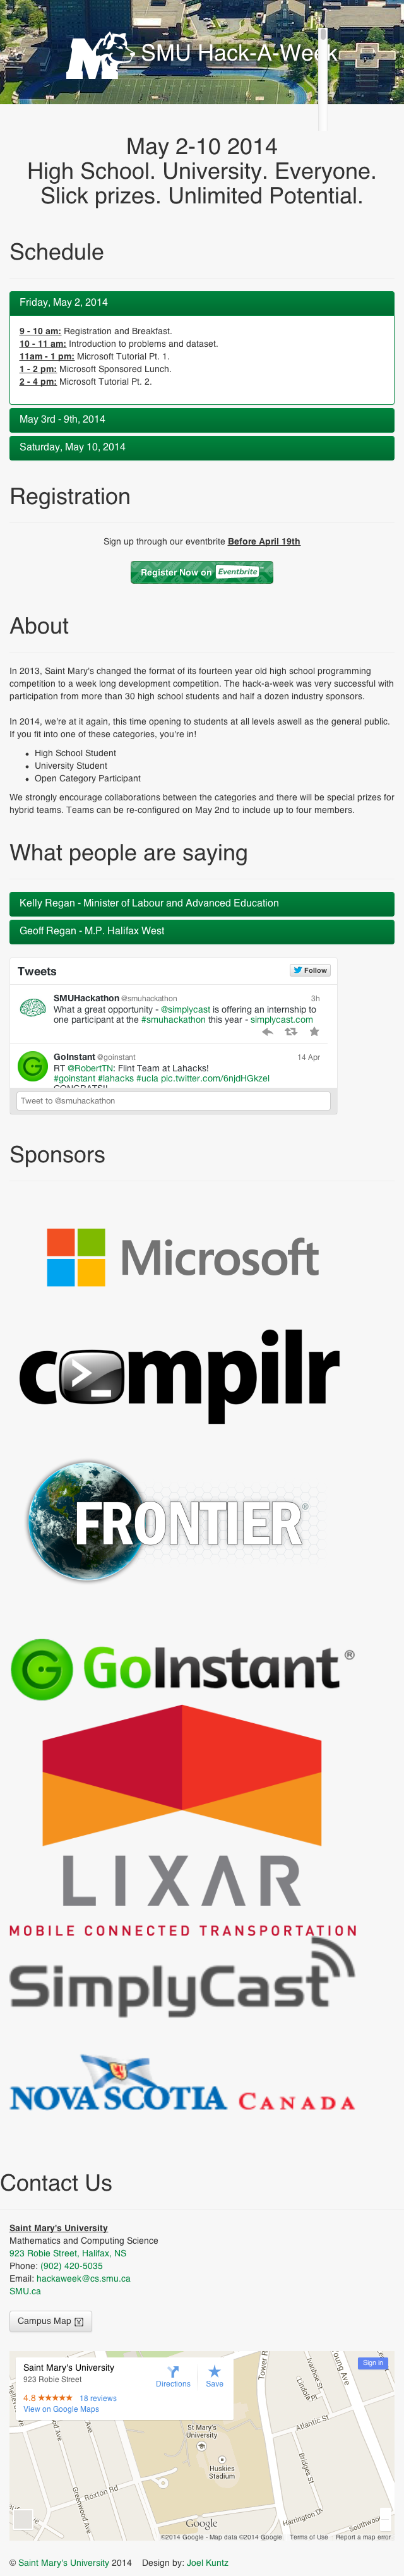 SMU Hack-A-Week
May 2-10 2014
High School. University. Everyone.
Slick prizes. Unlimited Potential.
Schedule
Friday, May 2, 2014
9 - 10 am: Registration and Breakfast.
10 - 11 am: Introduction to problems and dataset.
11am - 1 pm: Microsoft Tutorial Pt. 1.
1 - 2 pm: Microsoft Sponsored Lunch.
2 - 4 pm: Microsoft Tutorial Pt. 2.
May 3rd - 9th, 2014
Saturday, May 10, 2014
Registration
Sign up through our eventbrite Before April 19th
Register Now on Eventbrite
About
In 2013, Saint Mary's changed the format of its fourteen year old high school programming
competition to a week long development competition. The hack-a-week was very successful with
participation from more than 30 high school students and half a dozen industry sponsors.
In 2014, we're at it again, this time opening to students at all levels aswell as the general public.
If you fit into one of these categories, you're in!
• High School Student
• University Student
• Open Category Participant
We strongly encourage collaborations between the categories and there will be special prizes for
hybrid teams. Teams can be re-configured on May 2nd to include up to four members.
What people are saying
Kelly Regan - Minister of Labour and Advanced Education
Geoff Regan - M.P. Halifax West
Tweets
Follow
SMUHackathon @smuhackathon 3h
What a great opportunity - @simplycast is offering an internship to
one participant at the #smuhackathon this year - simplycast.com
GoInstant @goinstant 14 Apr
RT @RobertTN: Flint Team at Lahacks!
#goinstant #lahacks #ucla pic.twitter.com/6njdHGkzel
CONGRATS!!
Tweet to @smuhackathon
Sponsors
Microsoft
compilr
FRONTIER®
GoInstant®
LIXAR
MOBILE CONNECTED TRANSPORTATION
SimplyCast
NOVA SCOTIA CANADA
Contact Us
Saint Mary's University
Mathematics and Computing Science
923 Robie Street, Halifax, NS
Phone: (902) 420-5035
Email: hackaweek@cs.smu.ca
SMU.ca
Campus Map
Saint Mary's University
923 Robie Street
Directions
Save
4.8 ★★★★★ 18 reviews
View on Google Maps
Sign in
Tower R
Ivanhoe St
Young Ave
Lindola Pl
Atlantic St
St Mary's
University
Huskies
Stadium
Bridges St
Roxton Rd
Greenwood Ave
Harrington Dr
Google
©2014 Google - Map data ©2014 Google Terms of Use Report a map error
© Saint Mary's University 2014 Design by: Joel Kuntz